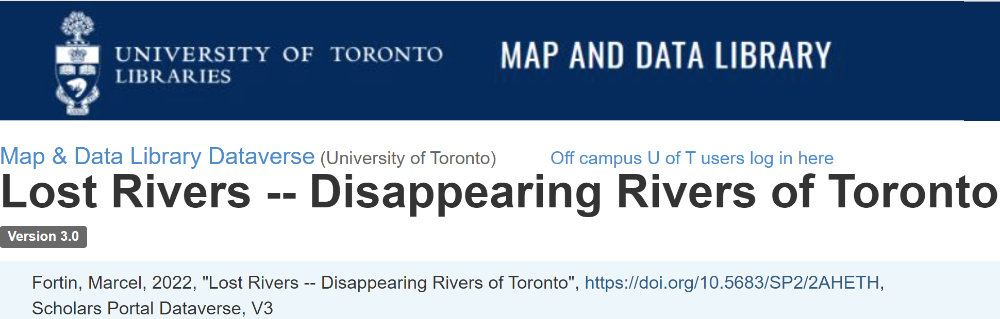 UNIVERSITY OF TORONTO
LIBRARIES
MAP AND DATA LIBRARY
Map & Data Library Dataverse (University of Toronto)
Off campus U of T users log in here
Lost Rivers -- Disappearing Rivers of Toronto
Version 3.0
Fortin, Marcel, 2022, "Lost Rivers -- Disappearing Rivers of Toronto", https://doi.org/10.5683/SP2/2AHETH,
Scholars Portal Dataverse, V3